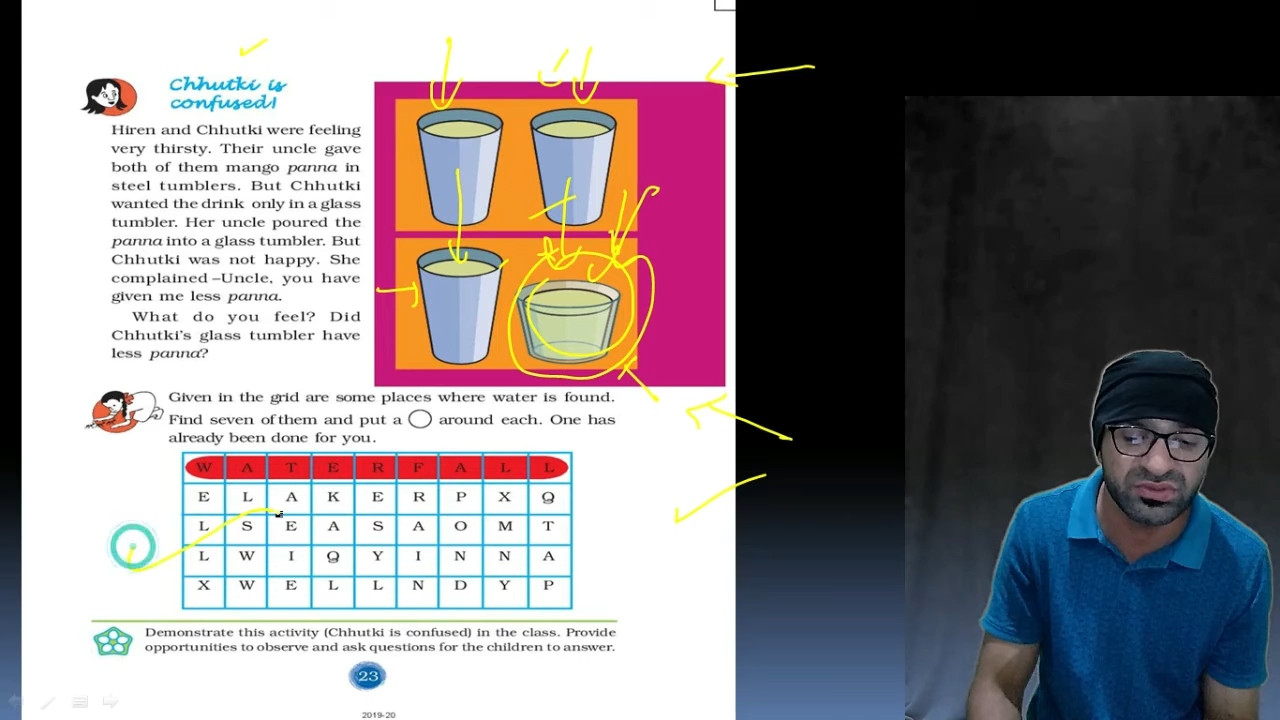 Chhutki is
confused!
Hiren and Chhutki were feeling
very thirsty. Their uncle gave
both of them mango panna in
steel tumblers. But Chhutki
wanted the drink only in a glass
tumbler. Her uncle poured the
panna into a glass tumbler. But
Chhutki was not happy. She
complained –Uncle, you have
given me less panna.
What do you feel? Did
Chhutki's glass tumbler have
less panna?
Given in the grid are some places where water is found.
Find seven of them and put a around each. One has
already been done for you.
W A T E R F A L L
E L A K E R P X Q
L S E A S A O M T
L W I Q Y I N N A
X W E L L N D Y P
Demonstrate this activity (Chhutki is confused) in the class. Provide
opportunities to observe and ask questions for the children to answer.
23
2019-20